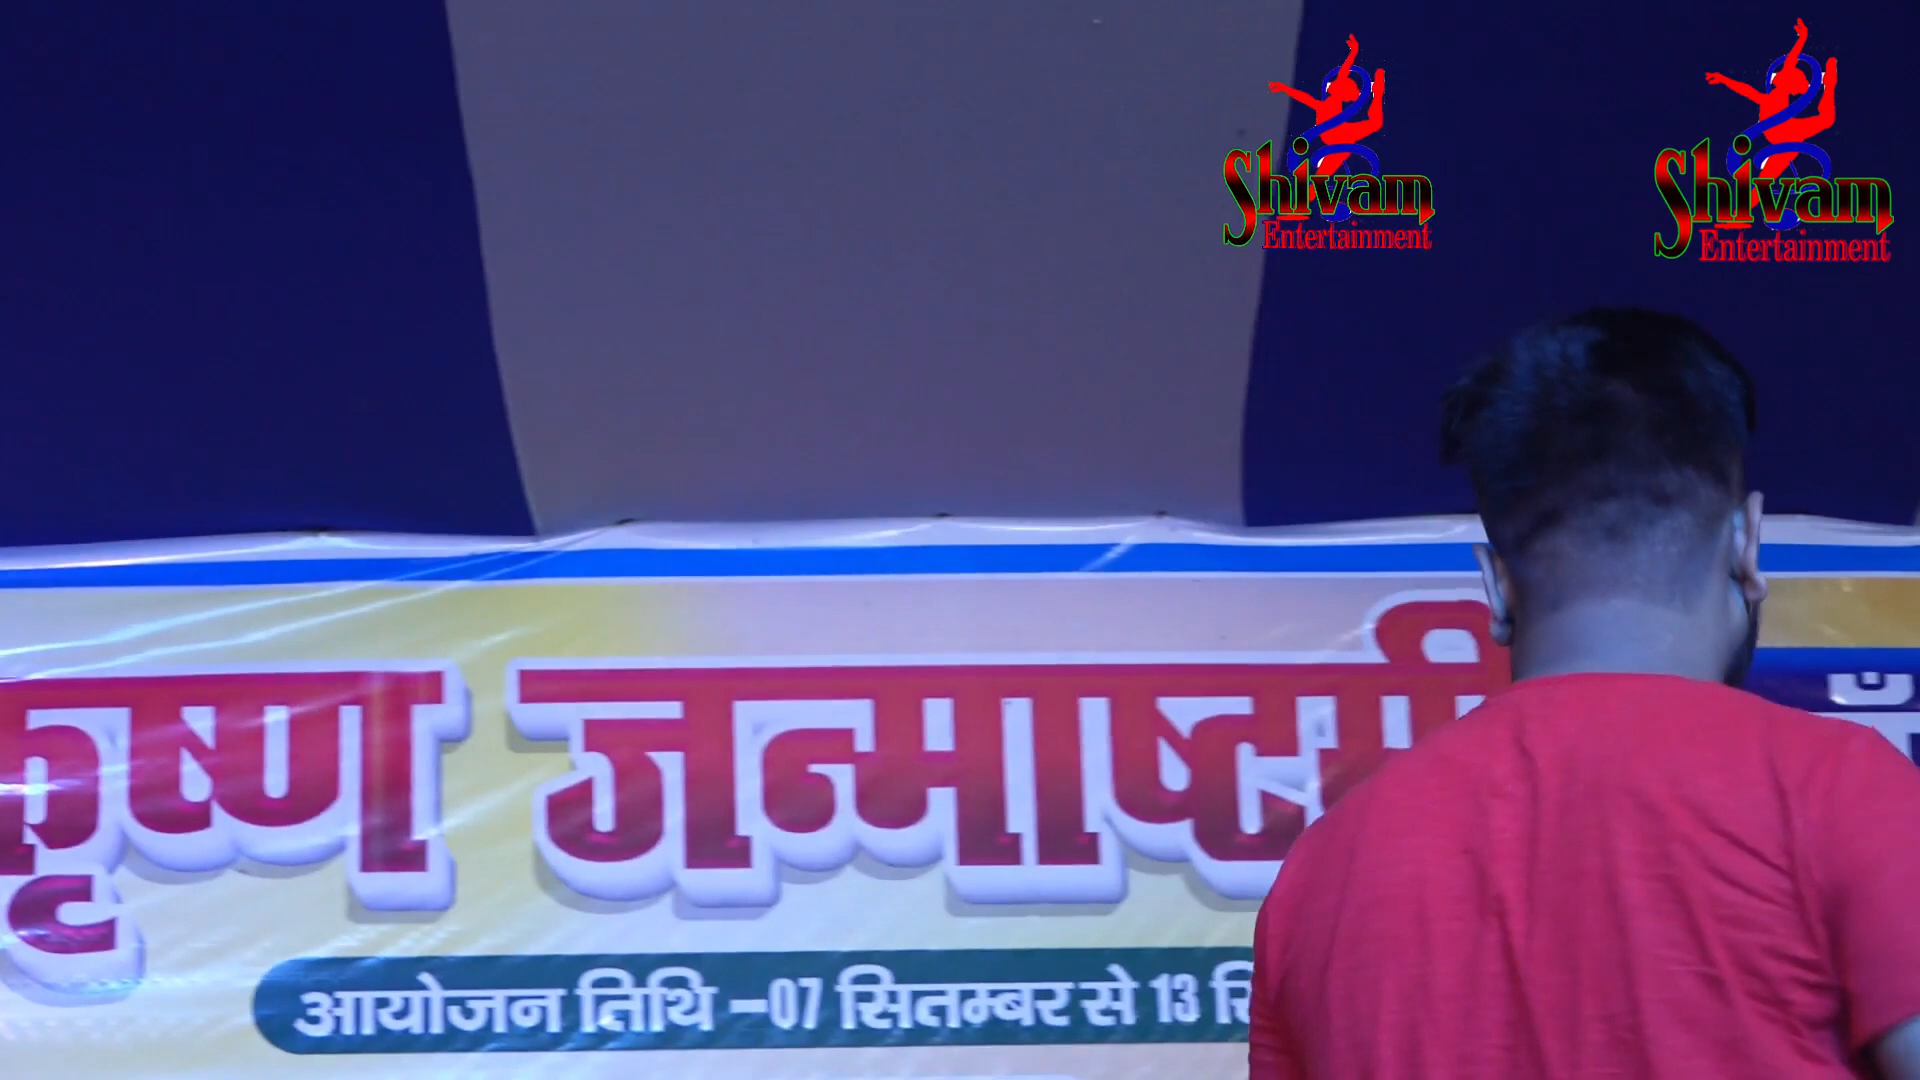 Shivam
Entertainment
Shivam
Entertainment
कृष्ण जन्माष्टमी
आयोजन तिथि -07 सितम्बर से 13